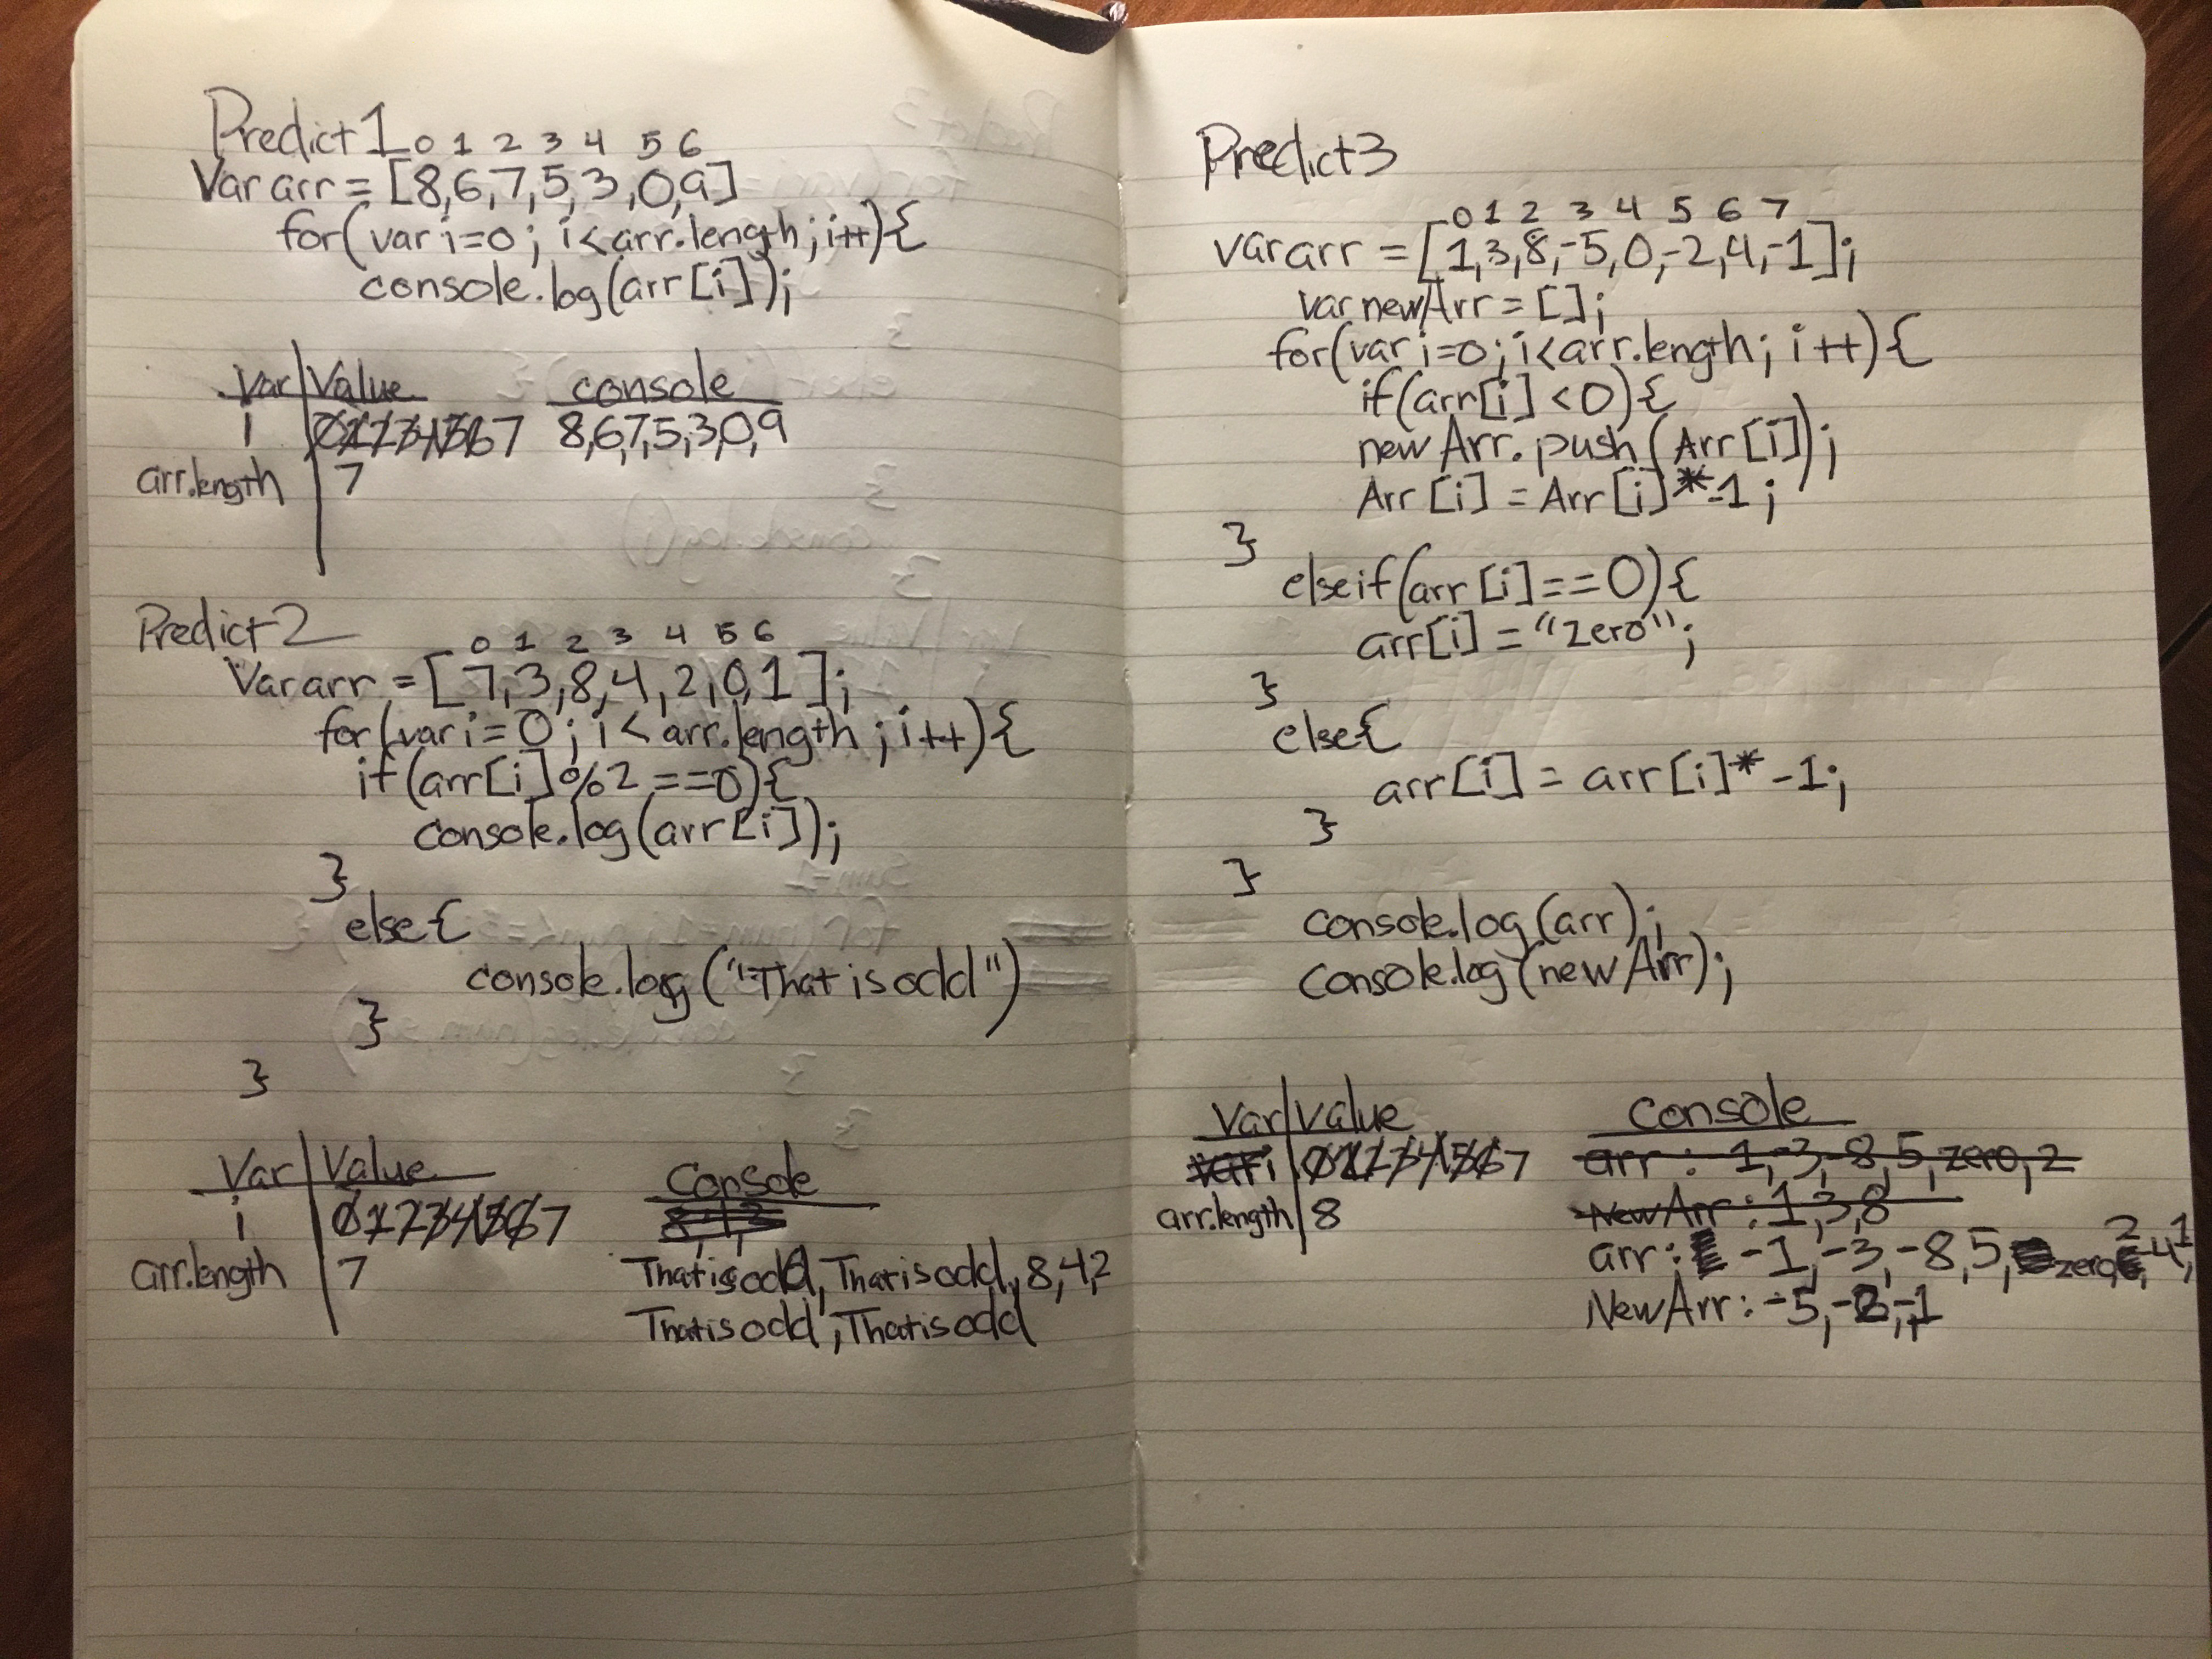 Predict 1
0 1 2 3 4 5 6
Var arr = [8,6,7,5,3,0,9]
for(var i=0; i<arr.length; i++){
console.log(arr[i]);
Var Value console
i 0 1 2 3 4 5 6 7 8,6,7,5,3,0,9
arr.length 7
Predict 2
0 1 2 3 4 5 6
Var arr = [7,3,8,4,2,0,1];
for(var i=0; i<arr.length; i++){
if(arr[i]%2==0){
console.log(arr[i]);
}
else{
console.log("That is odd")
}
}
Var Value Console
i 0 1 2 3 4 5 6 7
arr.length 7 That is odd, That is odd, 8,4,2
That is odd, That is odd
Predict 3
0 1 2 3 4 5 6 7
var arr = [1,3,8,-5,0,-2,4,-1];
var newArr = [];
for(var i=0; i<arr.length; i++){
if(arr[i]<0){
new Arr.push(Arr[i]);
Arr[i] = Arr[i]*-1;
}
else if(arr[i]==0){
arr[i] = "zero";
}
else{
arr[i] = arr[i]*-1;
}
}
console.log(arr);
console.log(newArr);
Var Value Console
var i 0 1 2 3 4 5 6 7 arr: 1,-3,-8,5,zero,2
arr.length 8 New Arr: 1,3,8
arr: -1,-3,-8,5,zero,2,-4,1,
New Arr: -5,-2,-1